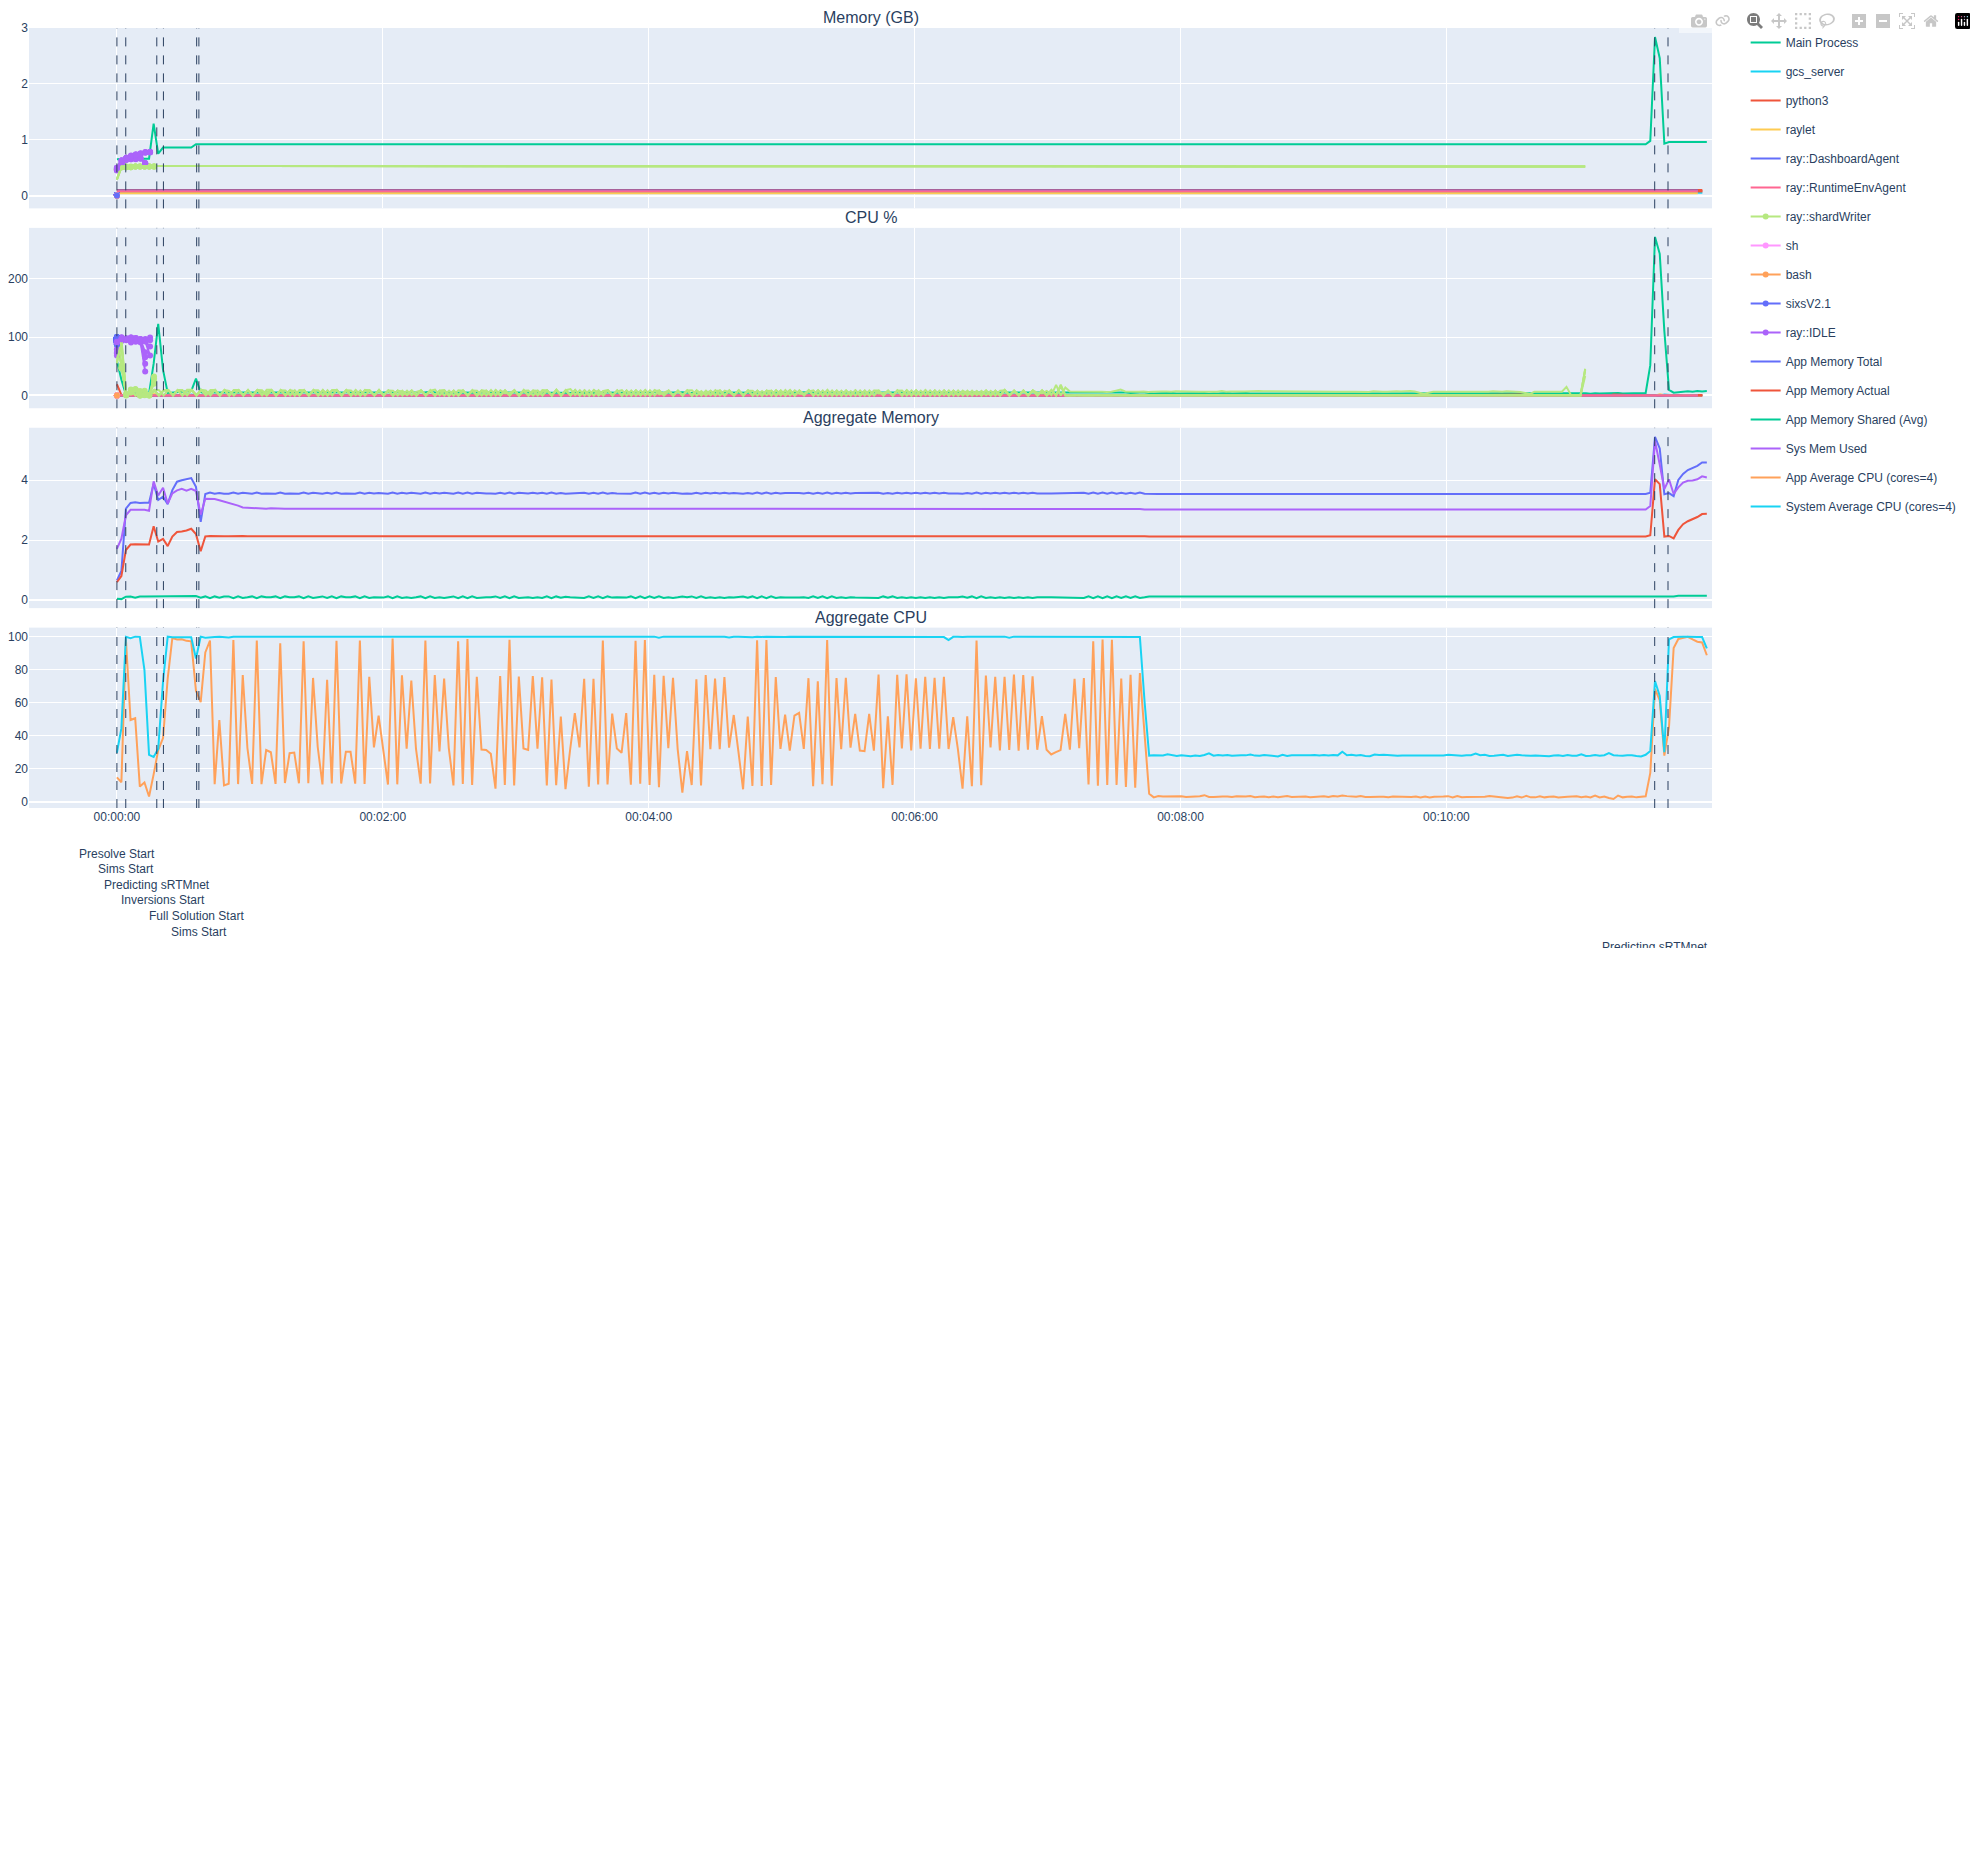 Memory (GB)
3
2
1
0
CPU %
200
100
0
Aggregate Memory
4
2
0
Aggregate CPU
100
80
60
40
20
0
00:00:00
00:02:00
00:04:00
00:06:00
00:08:00
00:10:00
Presolve Start
Sims Start
Predicting sRTMnet
Inversions Start
Full Solution Start
Sims Start
Predicting sRTMnet
Main Process
gcs_server
python3
raylet
ray::DashboardAgent
ray::RuntimeEnvAgent
ray::shardWriter
sh
bash
sixsV2.1
ray::IDLE
App Memory Total
App Memory Actual
App Memory Shared (Avg)
Sys Mem Used
App Average CPU (cores=4)
System Average CPU (cores=4)